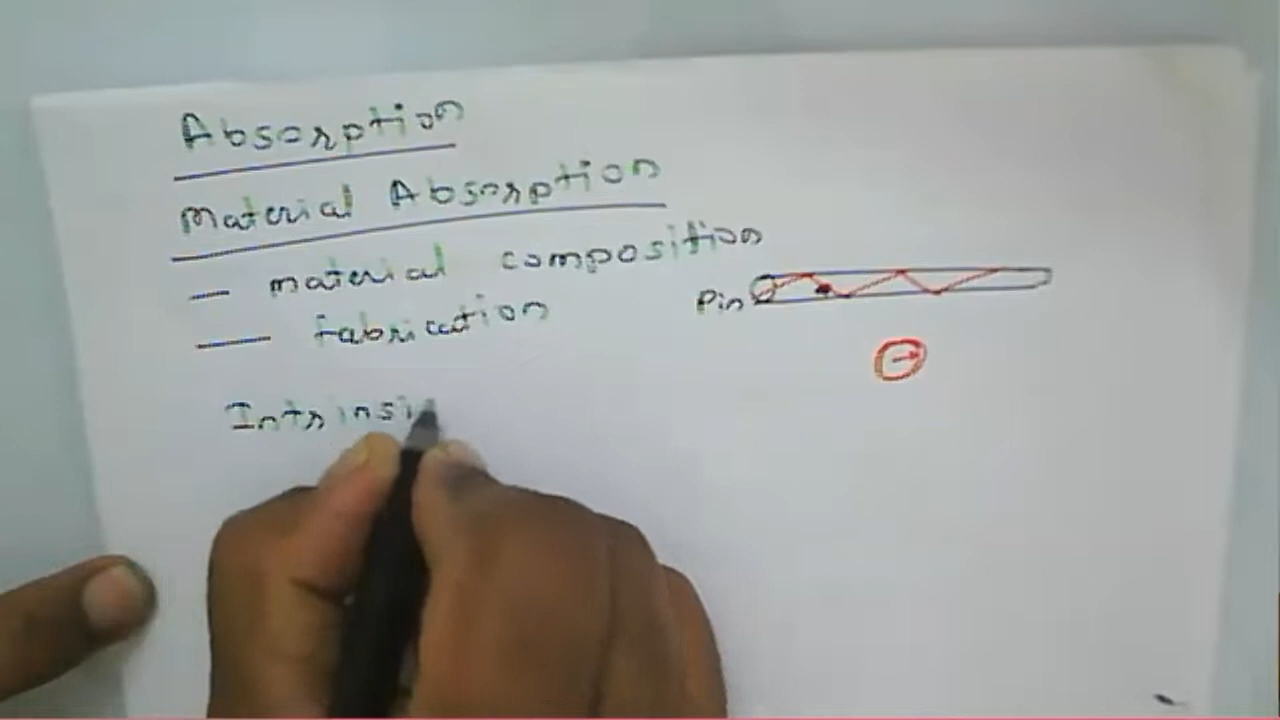 Absorption
Material Absorption
— material composition
— fabrication
Pin
Intrinsi